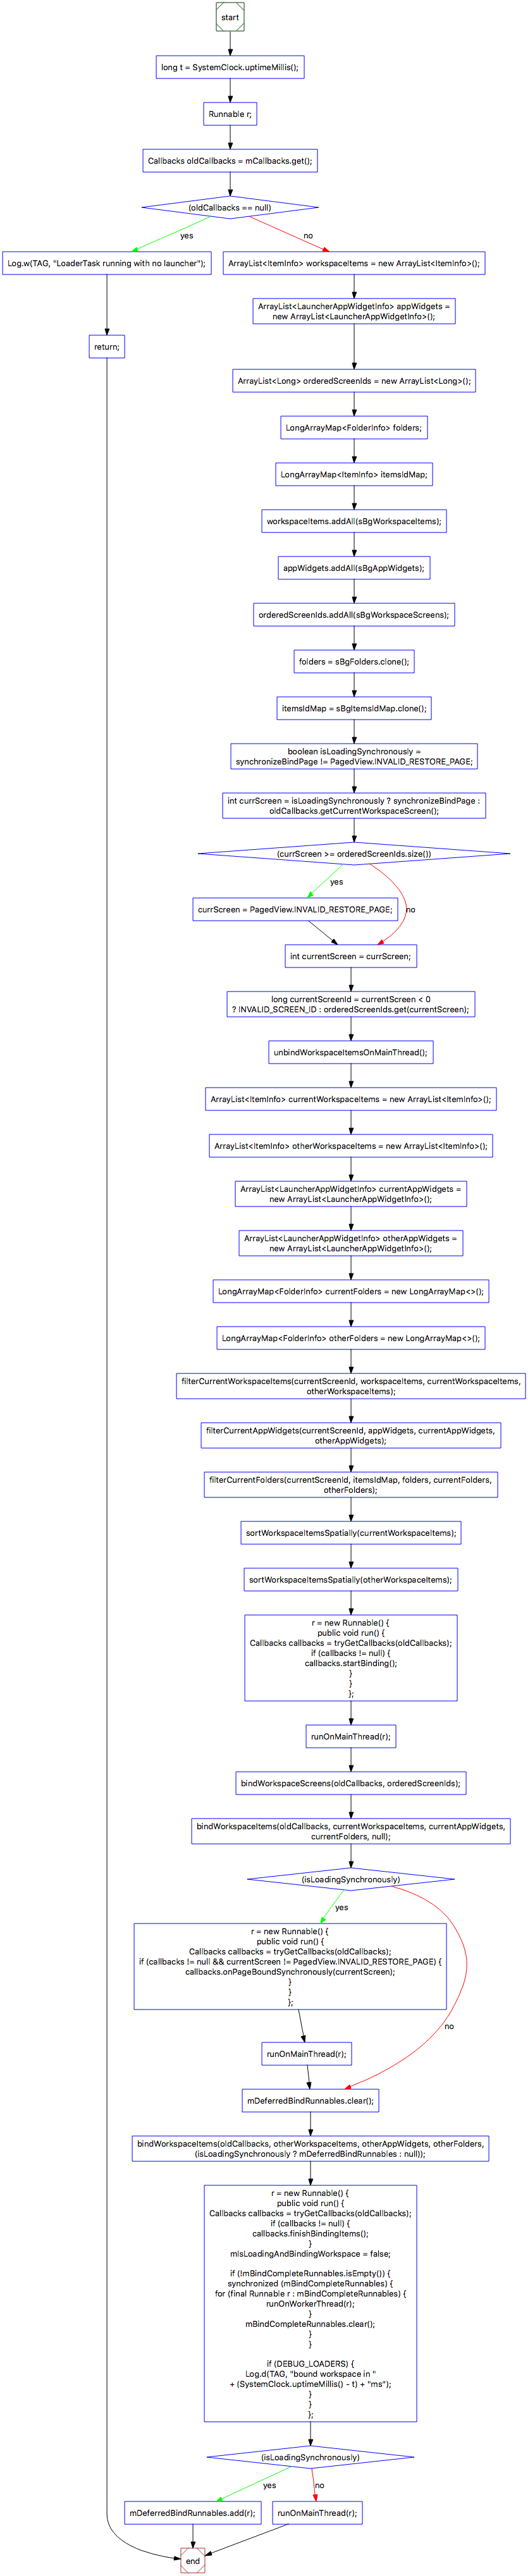 start
long t = SystemClock.uptimeMillis();
Runnable r;
Callbacks oldCallbacks = mCallbacks.get();
(oldCallbacks == null)
yes
no
Log.w(TAG, "LoaderTask running with no launcher");
ArrayList<ItemInfo> workspaceItems = new ArrayList<ItemInfo>();
ArrayList<LauncherAppWidgetInfo> appWidgets =
new ArrayList<LauncherAppWidgetInfo>();
return;
ArrayList<Long> orderedScreenIds = new ArrayList<Long>();
LongArrayMap<FolderInfo> folders;
LongArrayMap<ItemInfo> itemsIdMap;
workspaceItems.addAll(sBgWorkspaceItems);
appWidgets.addAll(sBgAppWidgets);
orderedScreenIds.addAll(sBgWorkspaceScreens);
folders = sBgFolders.clone();
itemsIdMap = sBgItemsIdMap.clone();
boolean isLoadingSynchronously =
synchronizeBindPage != PagedView.INVALID_RESTORE_PAGE;
int currScreen = isLoadingSynchronously ? synchronizeBindPage :
oldCallbacks.getCurrentWorkspaceScreen();
(currScreen >= orderedScreenIds.size())
yes
currScreen = PagedView.INVALID_RESTORE_PAGE;
no
int currentScreen = currScreen;
long currentScreenId = currentScreen < 0
? INVALID_SCREEN_ID : orderedScreenIds.get(currentScreen);
unbindWorkspaceItemsOnMainThread();
ArrayList<ItemInfo> currentWorkspaceItems = new ArrayList<ItemInfo>();
ArrayList<ItemInfo> otherWorkspaceItems = new ArrayList<ItemInfo>();
ArrayList<LauncherAppWidgetInfo> currentAppWidgets =
new ArrayList<LauncherAppWidgetInfo>();
ArrayList<LauncherAppWidgetInfo> otherAppWidgets =
new ArrayList<LauncherAppWidgetInfo>();
LongArrayMap<FolderInfo> currentFolders = new LongArrayMap<>();
LongArrayMap<FolderInfo> otherFolders = new LongArrayMap<>();
filterCurrentWorkspaceItems(currentScreenId, workspaceItems, currentWorkspaceItems,
otherWorkspaceItems);
filterCurrentAppWidgets(currentScreenId, appWidgets, currentAppWidgets,
otherAppWidgets);
filterCurrentFolders(currentScreenId, itemsIdMap, folders, currentFolders,
otherFolders);
sortWorkspaceItemsSpatially(currentWorkspaceItems);
sortWorkspaceItemsSpatially(otherWorkspaceItems);
r = new Runnable() {
public void run() {
Callbacks callbacks = tryGetCallbacks(oldCallbacks);
if (callbacks != null) {
callbacks.startBinding();
}
}
};
runOnMainThread(r);
bindWorkspaceScreens(oldCallbacks, orderedScreenIds);
bindWorkspaceItems(oldCallbacks, currentWorkspaceItems, currentAppWidgets,
currentFolders, null);
(isLoadingSynchronously)
yes
r = new Runnable() {
public void run() {
Callbacks callbacks = tryGetCallbacks(oldCallbacks);
if (callbacks != null && currentScreen != PagedView.INVALID_RESTORE_PAGE) {
callbacks.onPageBoundSynchronously(currentScreen);
}
}
};
no
runOnMainThread(r);
mDeferredBindRunnables.clear();
bindWorkspaceItems(oldCallbacks, otherWorkspaceItems, otherAppWidgets, otherFolders,
(isLoadingSynchronously ? mDeferredBindRunnables : null));
r = new Runnable() {
public void run() {
Callbacks callbacks = tryGetCallbacks(oldCallbacks);
if (callbacks != null) {
callbacks.finishBindingItems();
}
mIsLoadingAndBindingWorkspace = false;
if (!mBindCompleteRunnables.isEmpty()) {
synchronized (mBindCompleteRunnables) {
for (final Runnable r : mBindCompleteRunnables) {
runOnWorkerThread(r);
}
mBindCompleteRunnables.clear();
}
}
if (DEBUG_LOADERS) {
Log.d(TAG, "bound workspace in "
+ (SystemClock.uptimeMillis() - t) + "ms");
}
}
};
(isLoadingSynchronously)
yes
no
mDeferredBindRunnables.add(r);
runOnMainThread(r);
end